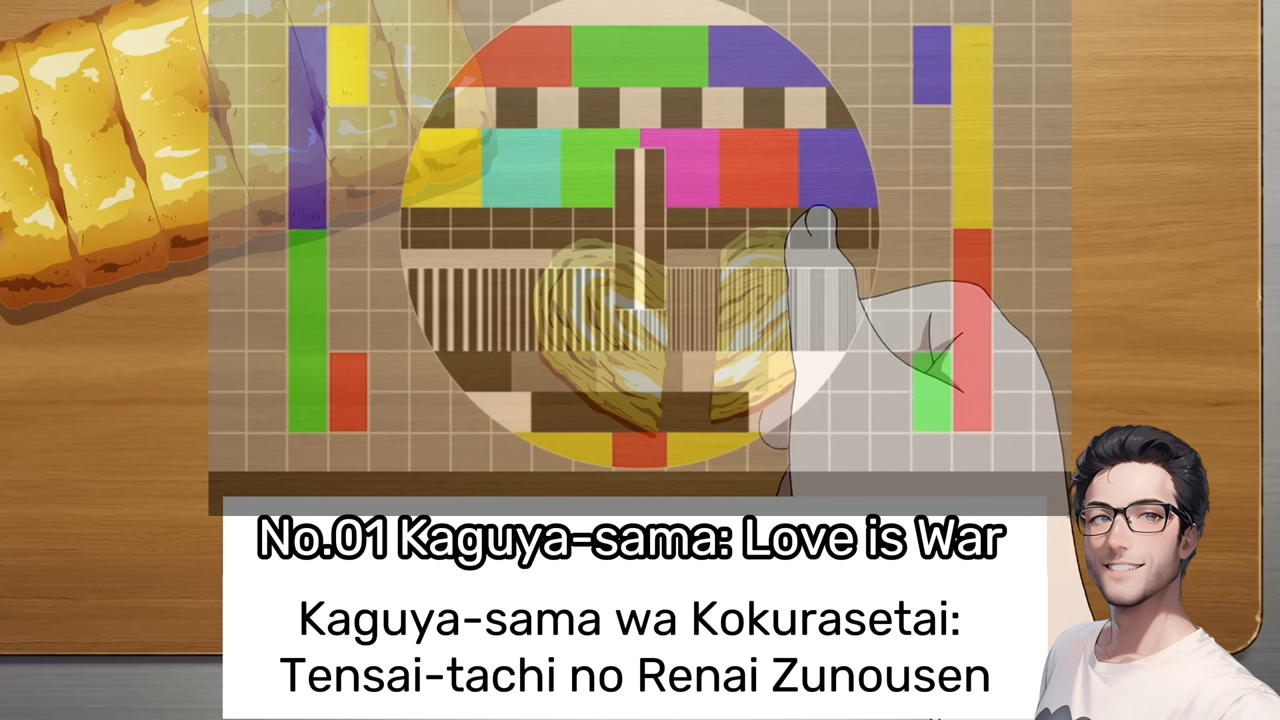 No.01 Kaguya-sama: Love is War
Kaguya-sama wa Kokurasetai:
Tensai-tachi no Renai Zunousen